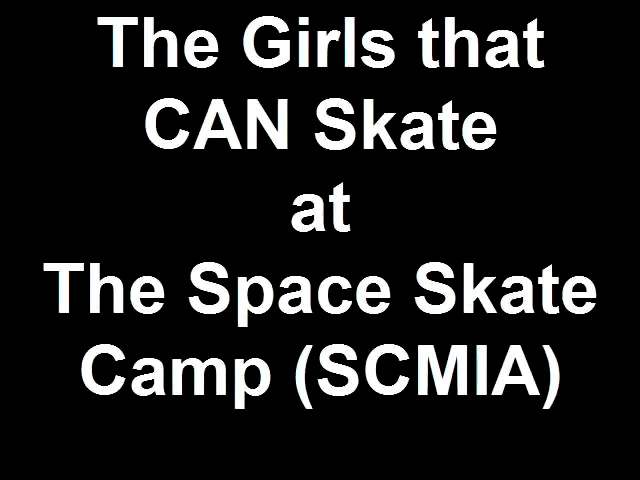 The Girls that
CAN Skate
at
The Space Skate
Camp (SCMIA)